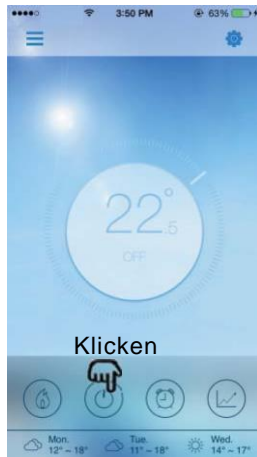 3:50 PM 63%
22°.5
OFF
Klicken
Mon. Tue. Wed.
12° ~ 18° 11° ~ 18° 14° ~ 17°